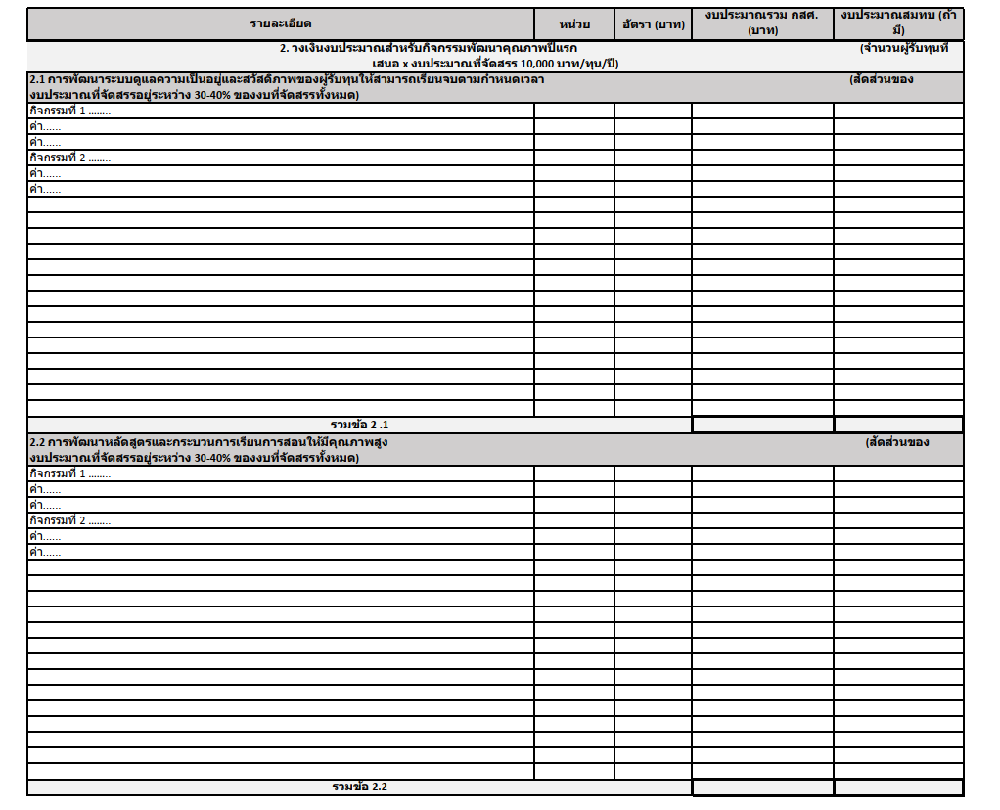 รายละเอียด หน่วย อัตรา (บาท) งบประมาณรวม กสศ. (บาท) งบประมาณสมทบ (ถ้ามี)
2. วงเงินงบประมาณสำหรับกิจกรรมพัฒนาคุณภาพปีแรก (จำนวนผู้รับทุนที่
เสนอ x งบประมาณที่จัดสรร 10,000 บาท/ทุน/ปี)
2.1 การพัฒนาระบบดูแลความเป็นอยู่และสวัสดิภาพของผู้รับทุนให้สามารถเรียนจบตามกำหนดเวลา (สัดส่วนของ
งบประมาณที่จัดสรรอยู่ระหว่าง 30-40% ของงบที่จัดสรรทั้งหมด)
กิจกรรมที่ 1 ........
ค่า......
ค่า......
กิจกรรมที่ 2 ........
ค่า......
ค่า......
รวมข้อ 2 .1
2.2 การพัฒนาหลักสูตรและกระบวนการเรียนการสอนให้มีคุณภาพสูง (สัดส่วนของ
งบประมาณที่จัดสรรอยู่ระหว่าง 30-40% ของงบที่จัดสรรทั้งหมด)
กิจกรรมที่ 1 ........
ค่า......
ค่า......
กิจกรรมที่ 2 ........
ค่า......
ค่า......
รวมข้อ 2.2